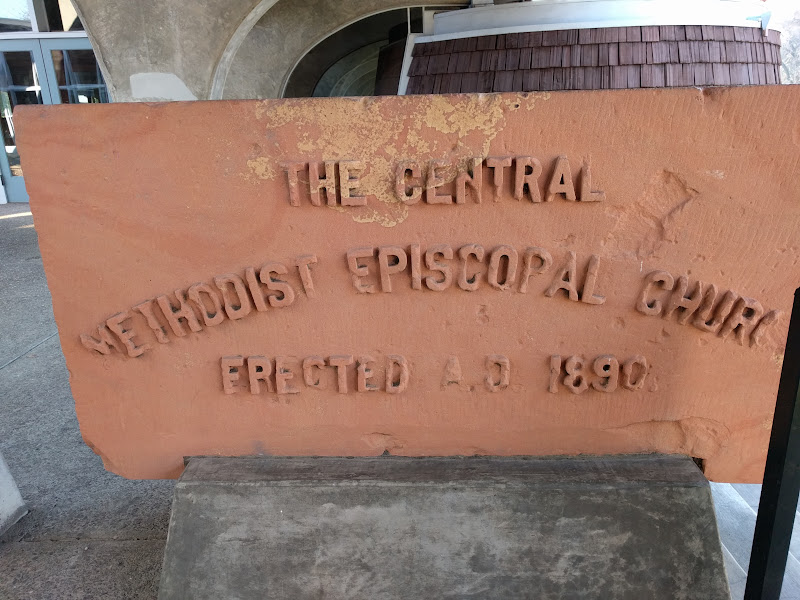 THE CENTRAL
METHODIST EPISCOPAL CHURC
ERECTED A.D. 1890.